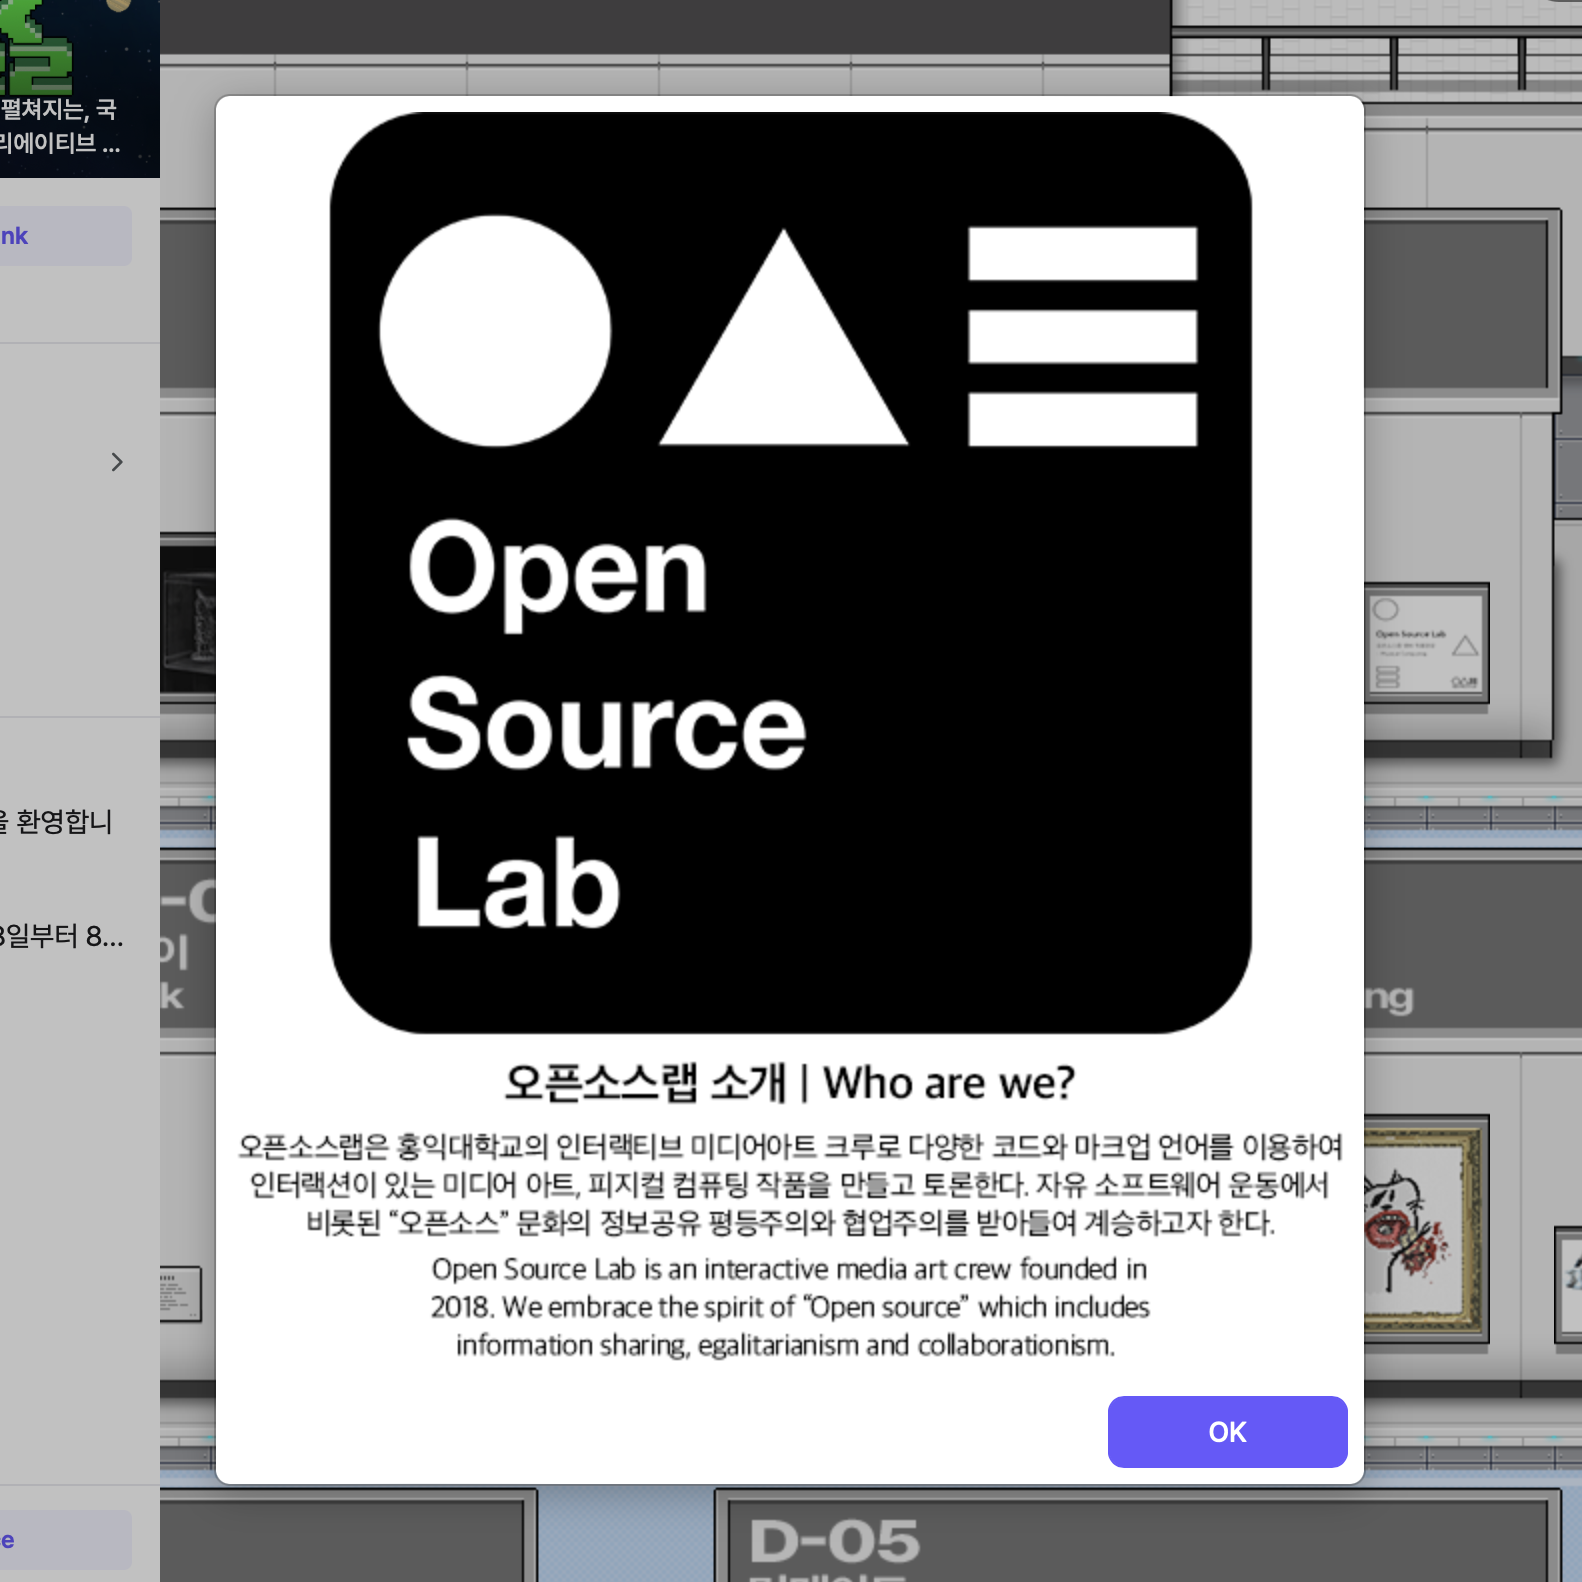 펼쳐지는, 국
리에이티브 ...
nk
환영합니
일부터 8...
Open
Source
Lab
오픈소스랩 소개 | Who are we?
오픈소스랩은 홍익대학교의 인터랙티브 미디어아트 크루로 다양한 코드와 마크업 언어를 이용하여
인터랙션이 있는 미디어 아트, 피지컬 컴퓨팅 작품을 만들고 토론한다. 자유 소프트웨어 운동에서
비롯된 “오픈소스” 문화의 정보공유 평등주의와 협업주의를 받아들여 계승하고자 한다.
Open Source Lab is an interactive media art crew founded in
2018. We embrace the spirit of “Open source” which includes
information sharing, egalitarianism and collaborationism.
OK
Open Source Lab
이
k
ng
D-05